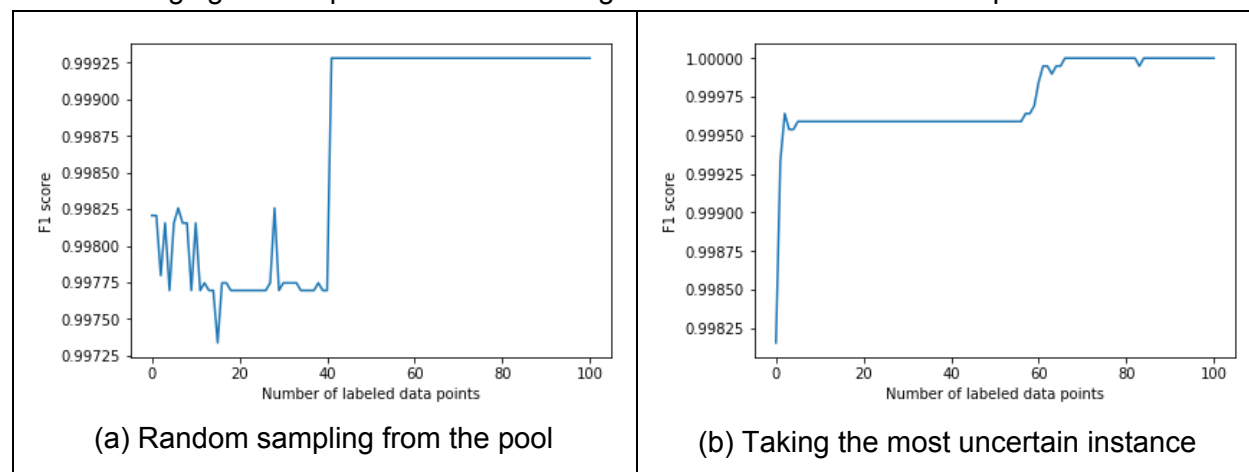 0.99925
0.99900
0.99875
0.99850
0.99825
0.99800
0.99775
0.99750
0.99725
F1 score
0 20 40 60 80 100
Number of labeled data points
(a) Random sampling from the pool
1.00000
0.99975
0.99950
0.99925
0.99900
0.99875
0.99850
0.99825
F1 score
0 20 40 60 80 100
Number of labeled data points
(b) Taking the most uncertain instance